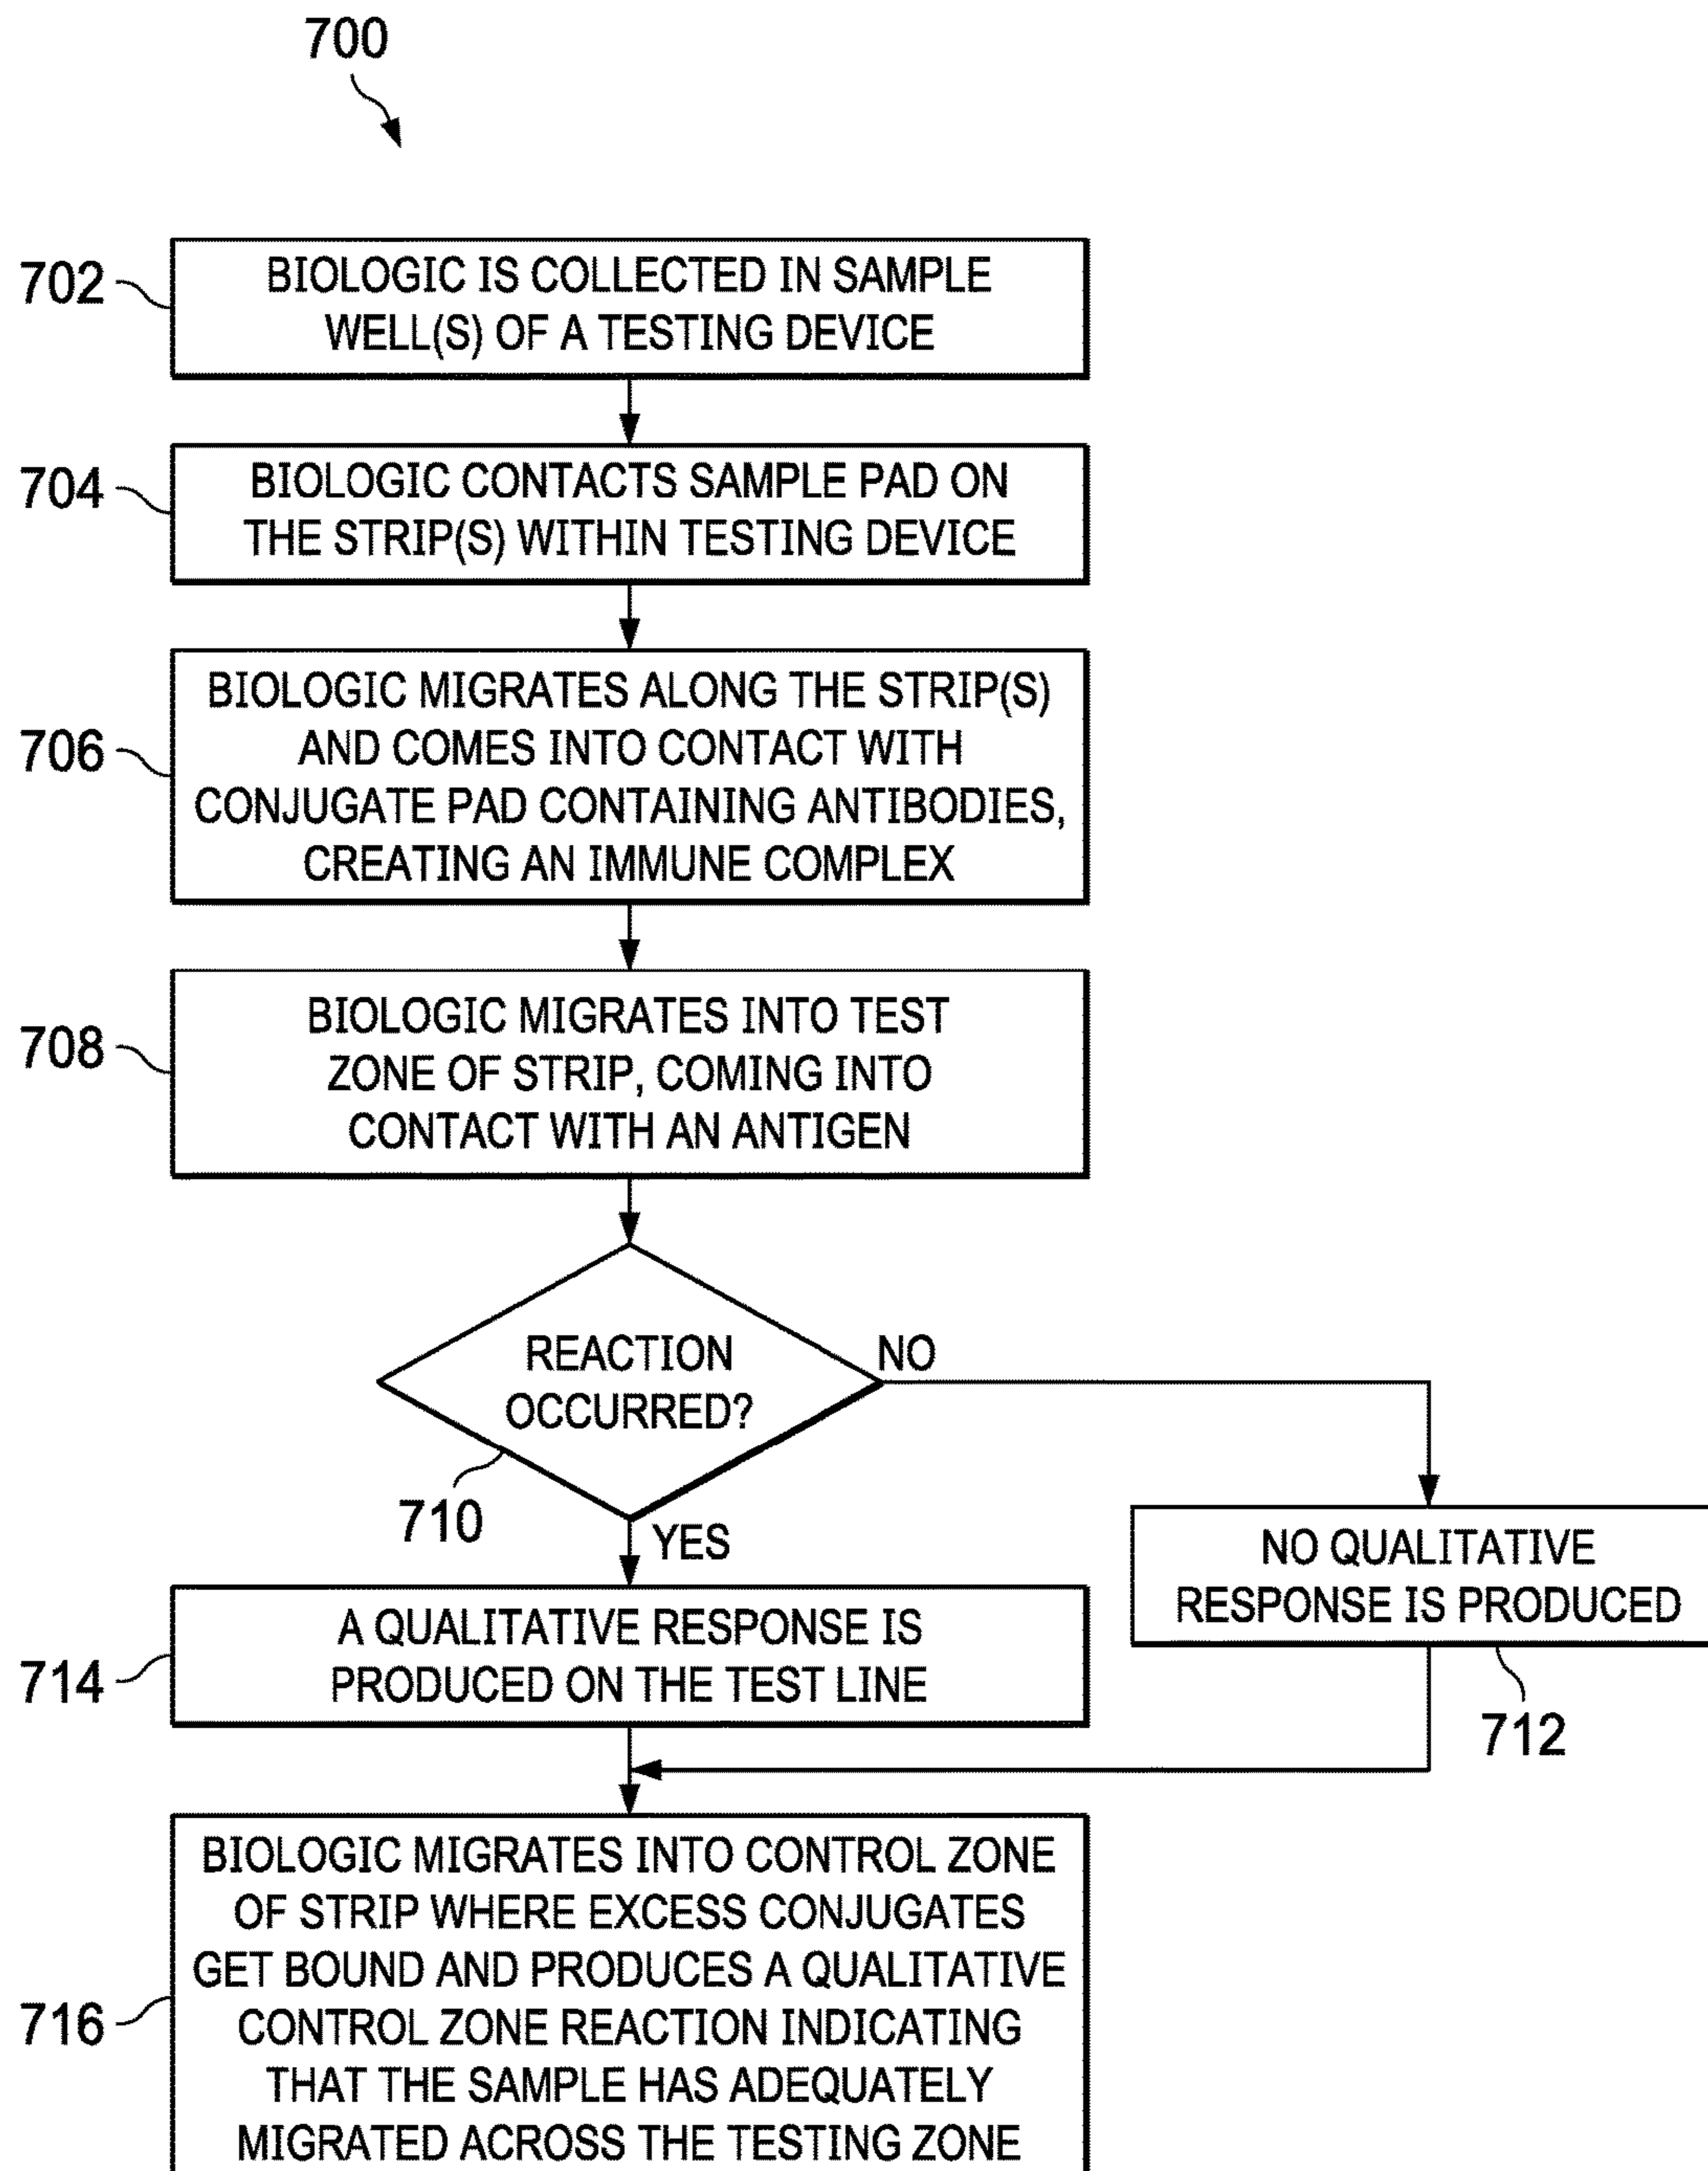 700
702
BIOLOGIC IS COLLECTED IN SAMPLE
WELL(S) OF A TESTING DEVICE
704
BIOLOGIC CONTACTS SAMPLE PAD ON
THE STRIP(S) WITHIN TESTING DEVICE
706
BIOLOGIC MIGRATES ALONG THE STRIP(S)
AND COMES INTO CONTACT WITH
CONJUGATE PAD CONTAINING ANTIBODIES,
CREATING AN IMMUNE COMPLEX
708
BIOLOGIC MIGRATES INTO TEST
ZONE OF STRIP, COMING INTO
CONTACT WITH AN ANTIGEN
REACTION
OCCURRED?
NO
710
YES
NO QUALITATIVE
RESPONSE IS PRODUCED
712
714
A QUALITATIVE RESPONSE IS
PRODUCED ON THE TEST LINE
716
BIOLOGIC MIGRATES INTO CONTROL ZONE
OF STRIP WHERE EXCESS CONJUGATES
GET BOUND AND PRODUCES A QUALITATIVE
CONTROL ZONE REACTION INDICATING
THAT THE SAMPLE HAS ADEQUATELY
MIGRATED ACROSS THE TESTING ZONE